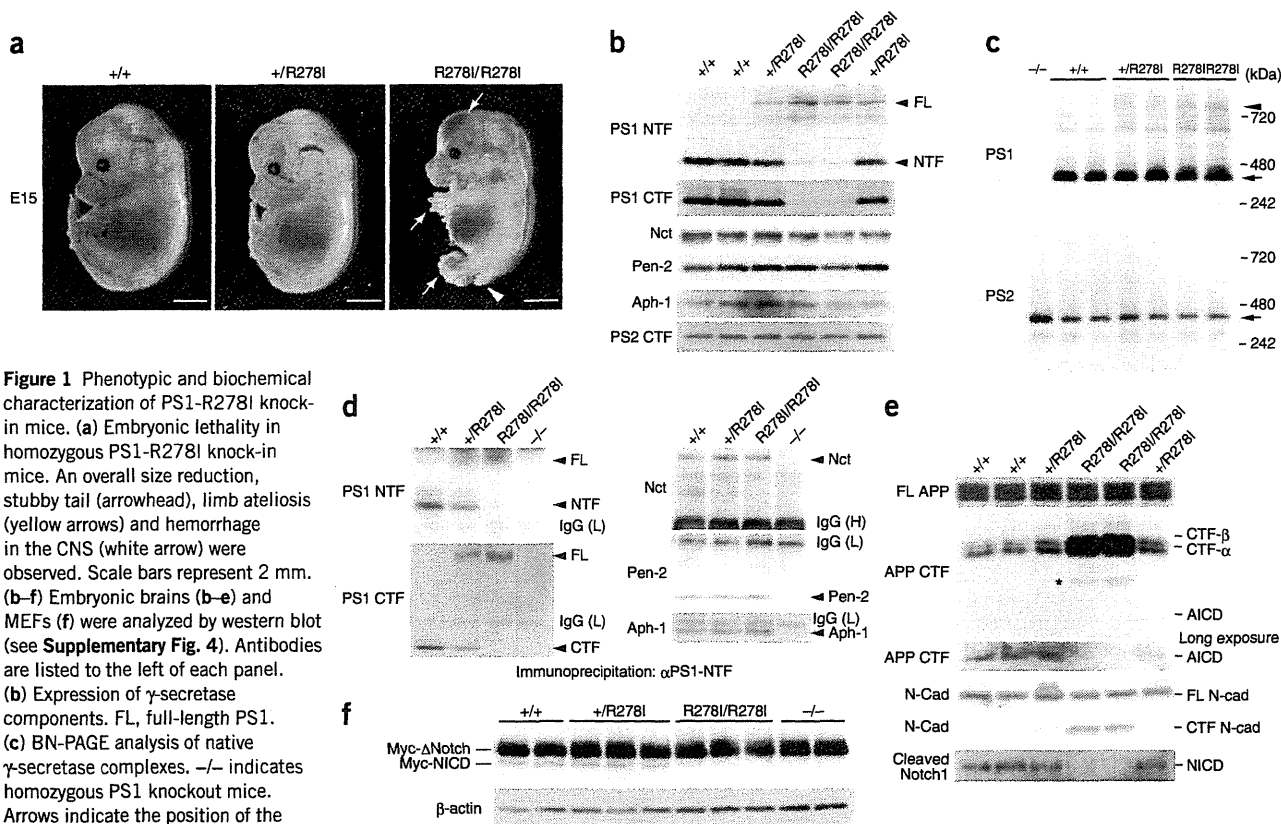 a
+/+
+/R278I
R278I/R278I
E15
b
+/+
+/+
+/R278I
R278I/R278I
R278I/R278I
+/R278I
PS1 NTF
FL
NTF
PS1 CTF
Nct
Pen-2
Aph-1
PS2 CTF
c
–/–
+/+
+/R278I
R278I/R278I
(kDa)
PS1
720
480
242
PS2
720
480
242
Figure 1 Phenotypic and biochemical
characterization of PS1-R278I knock-
in mice. (a) Embryonic lethality in
homozygous PS1-R278I knock-in
mice. An overall size reduction,
stubby tail (arrowhead), limb ateliosis
(yellow arrows) and hemorrhage
in the CNS (white arrow) were
observed. Scale bars represent 2 mm.
(b–f) Embryonic brains (b–e) and
MEFs (f) were analyzed by western blot
(see Supplementary Fig. 4). Antibodies
are listed to the left of each panel.
(b) Expression of γ-secretase
components. FL, full-length PS1.
(c) BN-PAGE analysis of native
γ-secretase complexes. –/– indicates
homozygous PS1 knockout mice.
Arrows indicate the position of the
d
+/+
+/R278I
R278I/R278I
–/–
PS1 NTF
FL
NTF
IgG (L)
PS1 CTF
FL
IgG (L)
CTF
+/+
+/R278I
R278I/R278I
–/–
Nct
Nct
IgG (H)
IgG (L)
Pen-2
Pen-2
IgG (L)
Aph-1
Aph-1
Immunoprecipitation: αPS1-NTF
e
+/+
+/+
+/R278I
R278I/R278I
R278I/R278I
+/R278I
FL APP
APP CTF
CTF-β
CTF-α
*
AICD
Long exposure
APP CTF
AICD
N-Cad
FL N-cad
N-Cad
CTF N-cad
Cleaved
Notch1
NICD
f
+/+
+/R278I
R278I/R278I
–/–
Myc-ΔNotch
Myc-NICD
β-actin